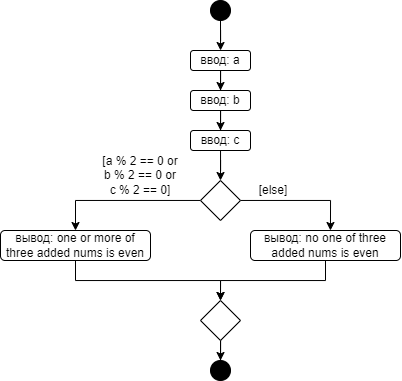 ввод: a
ввод: b
ввод: c
[a % 2 == 0 or
b % 2 == 0 or
c % 2 == 0]
[else]
вывод: one or more of
three added nums is even
вывод: no one of three
added nums is even